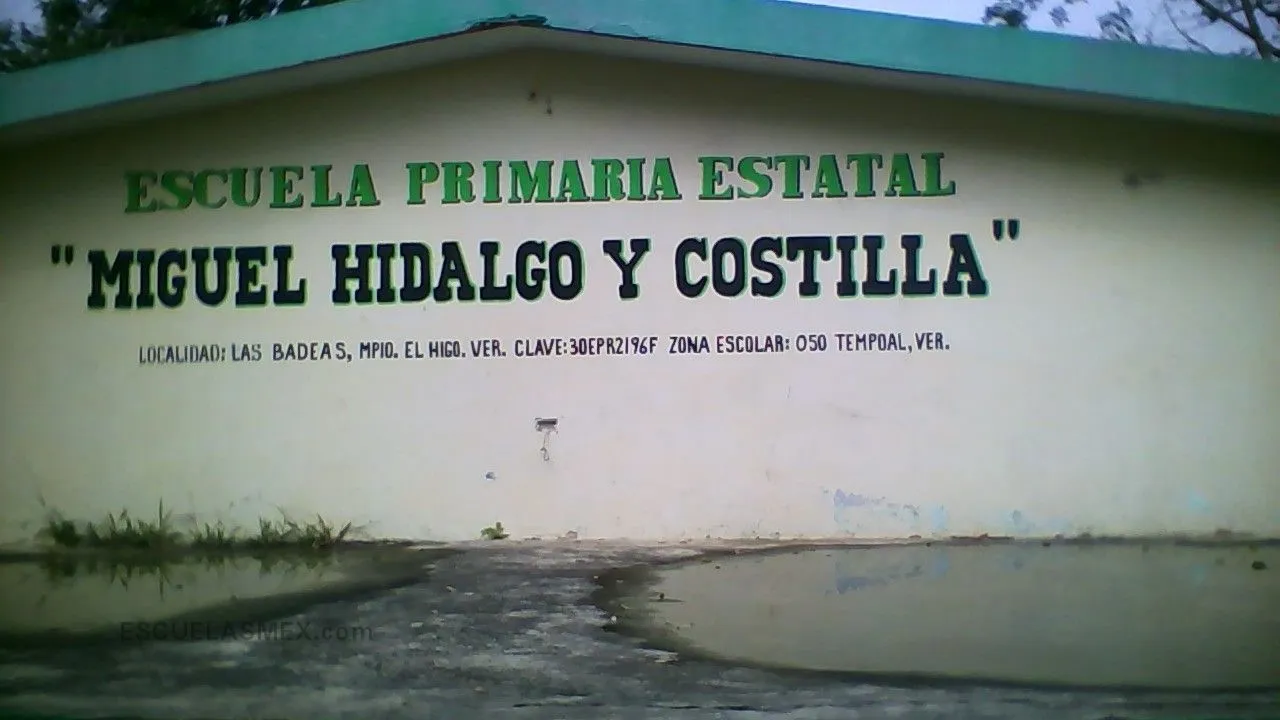 ESCUELA PRIMARIA ESTATAL
"MIGUEL HIDALGO Y COSTILLA"
LOCALIDAD: LAS BADEAS, MPIO. EL HIGO. VER. CLAVE:30EPR2196F ZONA ESCOLAR: 050 TEMPOAL, VER.
ESCUELASMEX.com